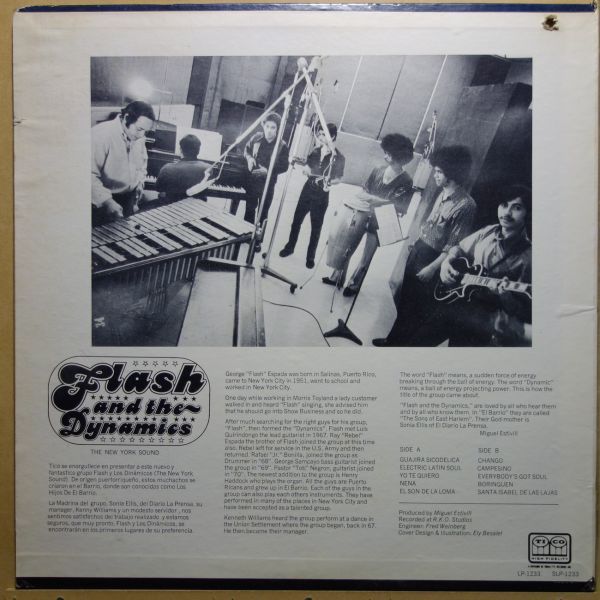 Flash
and the
Dynamics
THE NEW YORK SOUND
Tico se enorgullece en presentar a este nuevo y
fantastico grupo Flash y Los Dinámicos (The New York
Sound). De origen puertorriqueño, estos muchachos se
criaron en el Barrio, donde son conocidos como Los
Hijos De El Barrio.
La Madrina del grupo, Sonia Ellis, del Diario La Prensa, su
manager, Kenny Williams y un modesto servidor, nos
sentimos satisfechos del trabajo realizado y estamos
seguros, que muy pronto, Flash y Los Dinámicos, se
encontrarán en los primeros lugares de su preferencia.
George "Flash" Espada was born in Salinas, Puerto Rico,
came to New York City in 1951, went to school and
worked in New York City.
One day while working in Morris Toyland a lady customer
walked in and heard "Flash" singing, she advised him
that he should go into Show Business and so he did.
After much searching for the right guys for his group,
"Flash", then formed the "Dynamics". Flash met Luis
Quirindongo the lead guitarist in 1967. Ray "Rebel"
Espada the brother of Flash joined the group at this time
also. Rebel left for service in the U.S. Army and then
returned. Rafael "Jr." Bonilla, joined the group as
Drummer in "68". George Sampson bass guitarist joined
the group in "69". Pastor "Tob" Negron, guitarist joined
in "70". The newest addition to the group is Henry
Haddock who plays the organ. All the guys are Puerto
Ricans and grew up in El Barrio. Each of the guys in the
group can also play each others instruments. They have
performed in many of the places in New York City and
have been accepted as a talented group.
Kenneth Williams heard the group perform at a dance in
the Union Settlement where the group began, back in 67.
He then became their manager.
The word "Flash" means, a sudden force of energy
breaking through the ball of energy. The word "Dynamic"
means, a ball of energy projecting power. This is how the
title of the group came about.
"Flash and the Dynamics," are loved by all who hear them
and by all who know them. In "El Barrio" they are called
"The Sons of East Harlem". Their God mother is
Sonia Ellis of El Diario La Prensa.
Miguel Estivill
SIDE A
GUAJIRA SICODELICA
ELECTRIC LATIN SOUL
YO TE QUIERO
NENA
EL SON DE LA LOMA
SIDE B
CHANGO
CAMPESINO
EVERYBODY'S GOT SOUL
BORINQUEN
SANTA ISABEL DE LAS LAJAS
Produced by Miguel Estivill
Recorded at R.K.O. Studios
Engineer: Fred Weinberg
Cover Design & Illustration: Ely Besalel
TICO
HIGH FIDELITY
LP-1233 SLP-1233